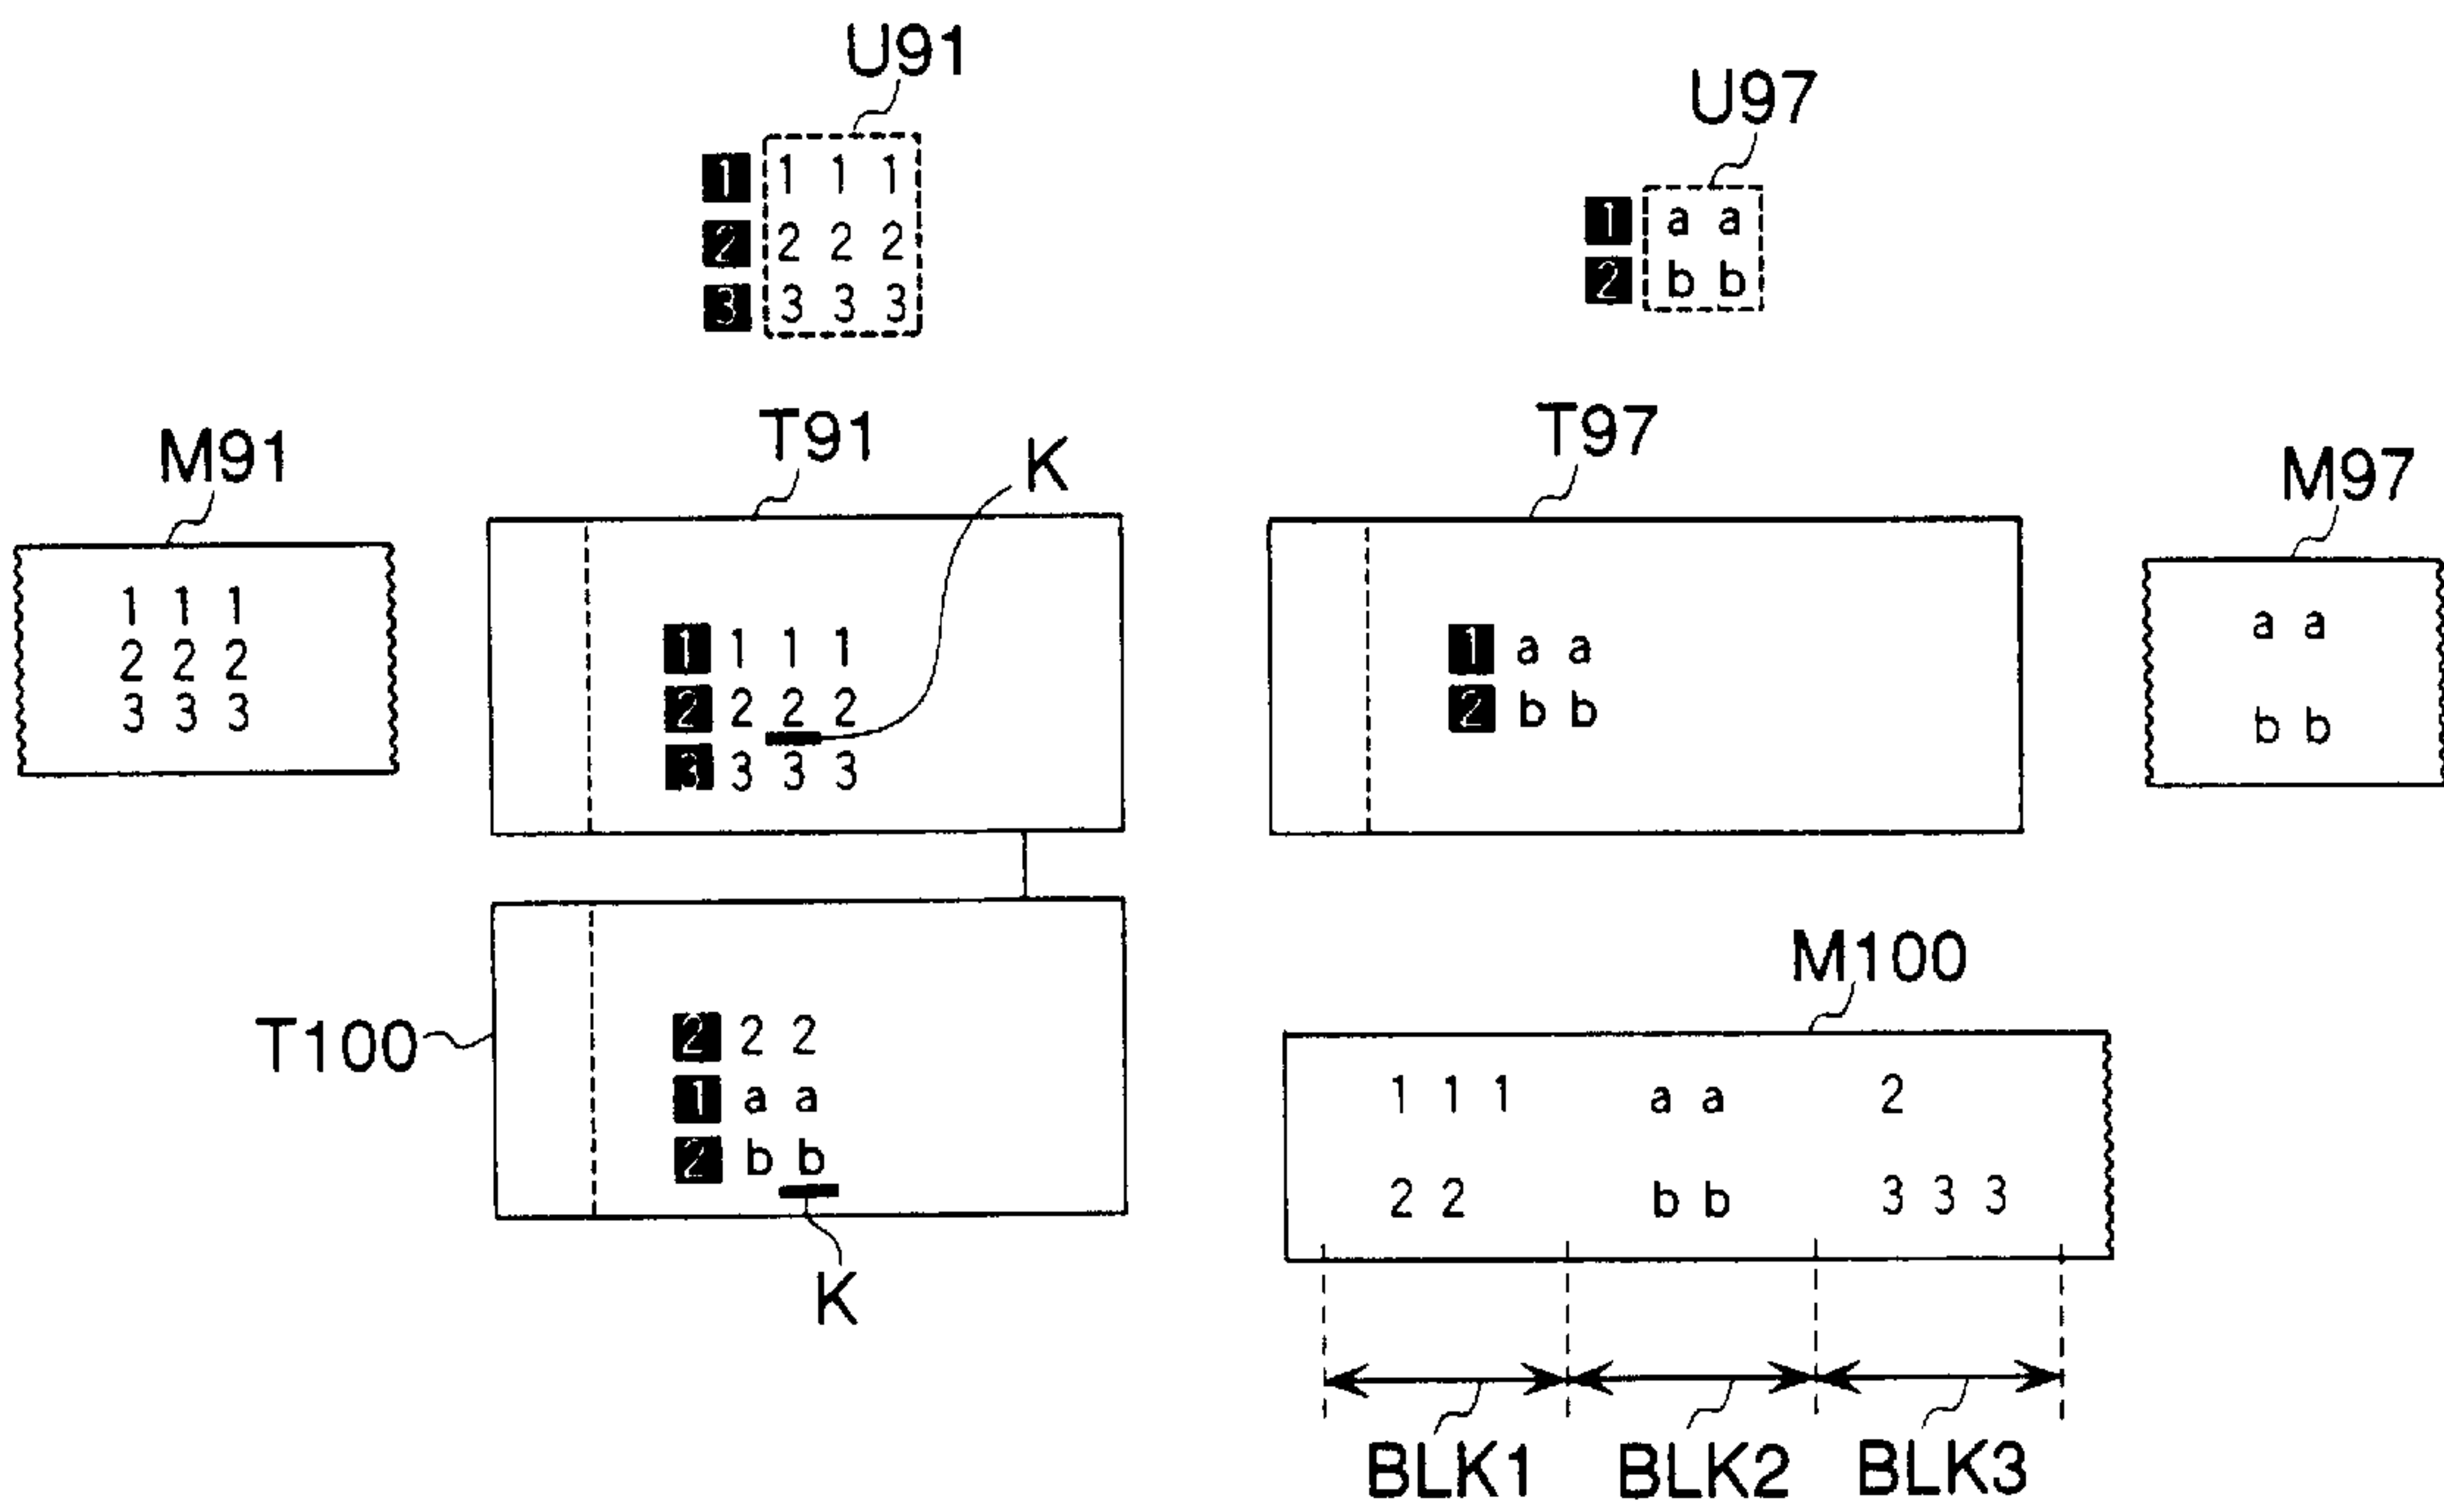 U91
1 1 1 1
2 2 2 2
3 3 3 3
U97
1 a a
2 b b
M91
1 1 1
2 2 2
3 3 3
T91
K
1 1 1 1
2 2 2 2
3 3 3 3
T97
1 a a
2 b b
M97
a a
b b
T100
2 2 2
1 a a
2 b b
K
M100
1 1 1 a a 2
2 2 b b 3 3 3
BLK1 BLK2 BLK3